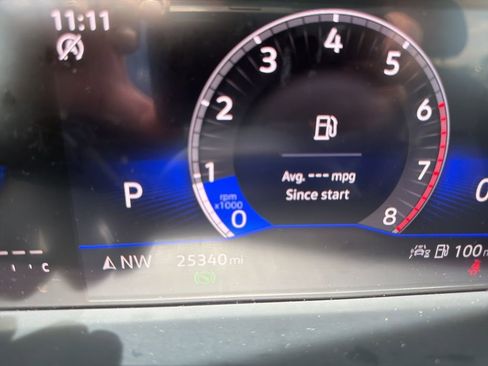 11:11
4
3
5
2
6
Avg. --- mpg
1
7
P
Since start
rpm
x1000
0
8
NW
25340 mi
100
C